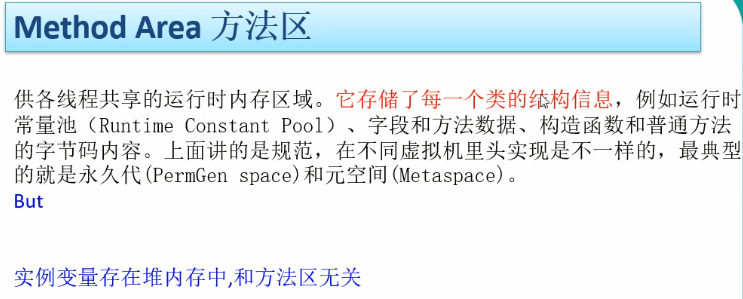 Method Area 方法区
供各线程共享的运行时内存区域。它存储了每一个类的结构信息，例如运行时
常量池（Runtime Constant Pool）、字段和方法数据、构造函数和普通方法
的字节码内容。上面讲的是规范，在不同虚拟机里头实现是不一样的，最典型
的就是永久代(PermGen space)和元空间(Metaspace)。
But
实例变量存在堆内存中,和方法区无关